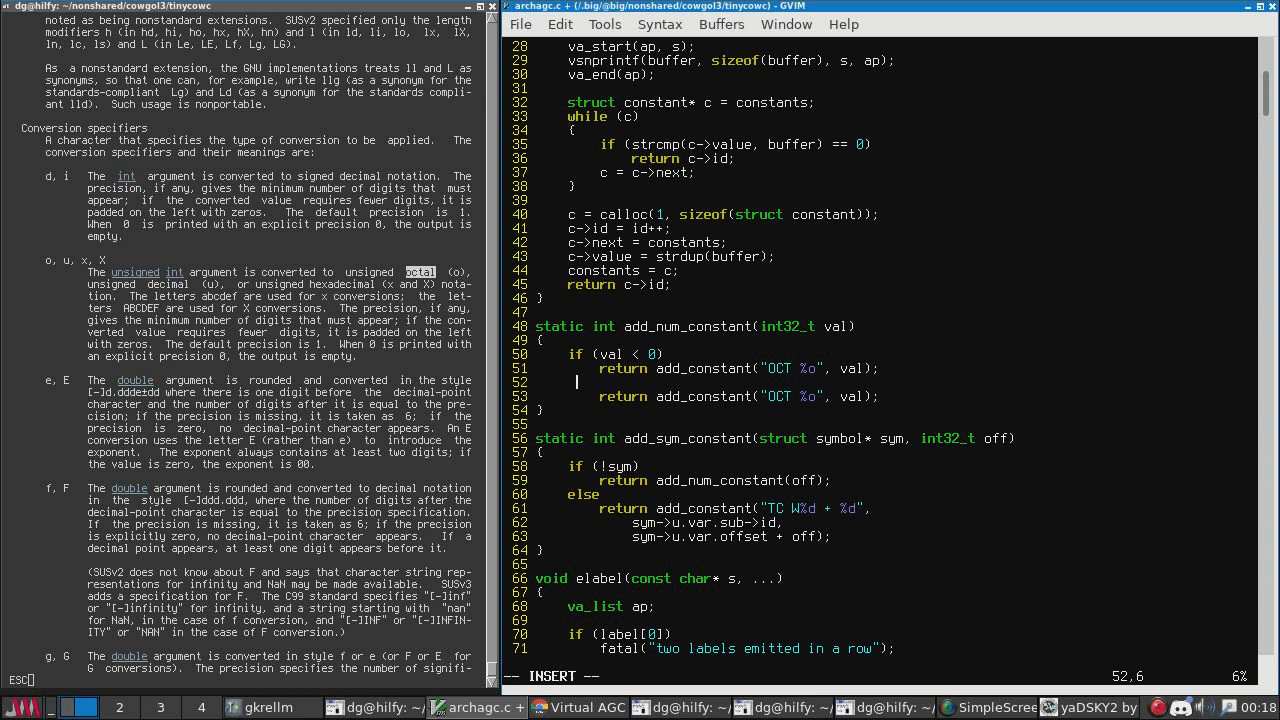 dg@hilfy: ~/nonshared/cowgol3/tinycowc
noted as being nonstandard extensions. SUSv2 specified only the length
modifiers h (in hd, hi, ho, hx, hX, hn) and l (in ld, li, lo, lx, lX,
ln, lc, ls) and L (in Le, LE, Lf, Lg, LG).
As a nonstandard extension, the GNU implementations treats ll and L as
synonyms, so that one can, for example, write llg (as a synonym for the
standards-compliant Lg) and Ld (as a synonym for the standards compli-
ant lld). Such usage is nonportable.
Conversion specifiers
A character that specifies the type of conversion to be applied. The
conversion specifiers and their meanings are:
d, i The int argument is converted to signed decimal notation. The
precision, if any, gives the minimum number of digits that must
appear; if the converted value requires fewer digits, it is
padded on the left with zeros. The default precision is 1.
When 0 is printed with an explicit precision 0, the output is
empty.
o, u, x, X
The unsigned int argument is converted to unsigned octal (o),
unsigned decimal (u), or unsigned hexadecimal (x and X) nota-
tion. The letters abcdef are used for x conversions; the let-
ters ABCDEF are used for X conversions. The precision, if any,
gives the minimum number of digits that must appear; if the con-
verted value requires fewer digits, it is padded on the left
with zeros. The default precision is 1. When 0 is printed with
an explicit precision 0, the output is empty.
e, E The double argument is rounded and converted in the style
[-]d.ddde±dd where there is one digit before the decimal-point
character and the number of digits after it is equal to the pre-
cision; if the precision is missing, it is taken as 6; if the
precision is zero, no decimal-point character appears. An E
conversion uses the letter E (rather than e) to introduce the
exponent. The exponent always contains at least two digits; if
the value is zero, the exponent is 00.
f, F The double argument is rounded and converted to decimal notation
in the style [-]ddd.ddd, where the number of digits after the
decimal-point character is equal to the precision specification.
If the precision is missing, it is taken as 6; if the precision
is explicitly zero, no decimal-point character appears. If a
decimal point appears, at least one digit appears before it.
(SUSv2 does not know about F and says that character string rep-
resentations for infinity and NaN may be made available. SUSv3
adds a specification for F. The C99 standard specifies "[-]inf"
or "[-]infinity" for infinity, and a string starting with "nan"
for NaN, in the case of f conversion, and "[-]INF" or "[-]INFIN-
ITY" or "NAN" in the case of F conversion.)
g, G The double argument is converted in style f or e (or F or E for
G conversions). The precision specifies the number of signifi-
ESC
archagc.c + (/.big/@big/nonshared/cowgol3/tinycowc) - GVIM
File Edit Tools Syntax Buffers Window Help
28 va_start(ap, s);
29 vsnprintf(buffer, sizeof(buffer), s, ap);
30 va_end(ap);
31
32 struct constant* c = constants;
33 while (c)
34 {
35 if (strcmp(c->value, buffer) == 0)
36 return c->id;
37 c = c->next;
38 }
39
40 c = calloc(1, sizeof(struct constant));
41 c->id = id++;
42 c->next = constants;
43 c->value = strdup(buffer);
44 constants = c;
45 return c->id;
46 }
47
48 static int add_num_constant(int32_t val)
49 {
50 if (val < 0)
51 return add_constant("OCT %o", val);
52
53 return add_constant("OCT %o", val);
54 }
55
56 static int add_sym_constant(struct symbol* sym, int32_t off)
57 {
58 if (!sym)
59 return add_num_constant(off);
60 else
61 return add_constant("TC W%d + %d",
62 sym->u.var.sub->id,
63 sym->u.var.offset + off);
64 }
65
66 void elabel(const char* s, ...)
67 {
68 va_list ap;
69
70 if (label[0])
71 fatal("two labels emitted in a row");
-- INSERT -- 52,6 6%
2 3 4 gkrellm dg@hilfy: ~/ archagc.c + Virtual AGC dg@hilfy: ~/ dg@hilfy: ~/ dg@hilfy: ~/ SimpleScree yaDSKY2 by 00:18